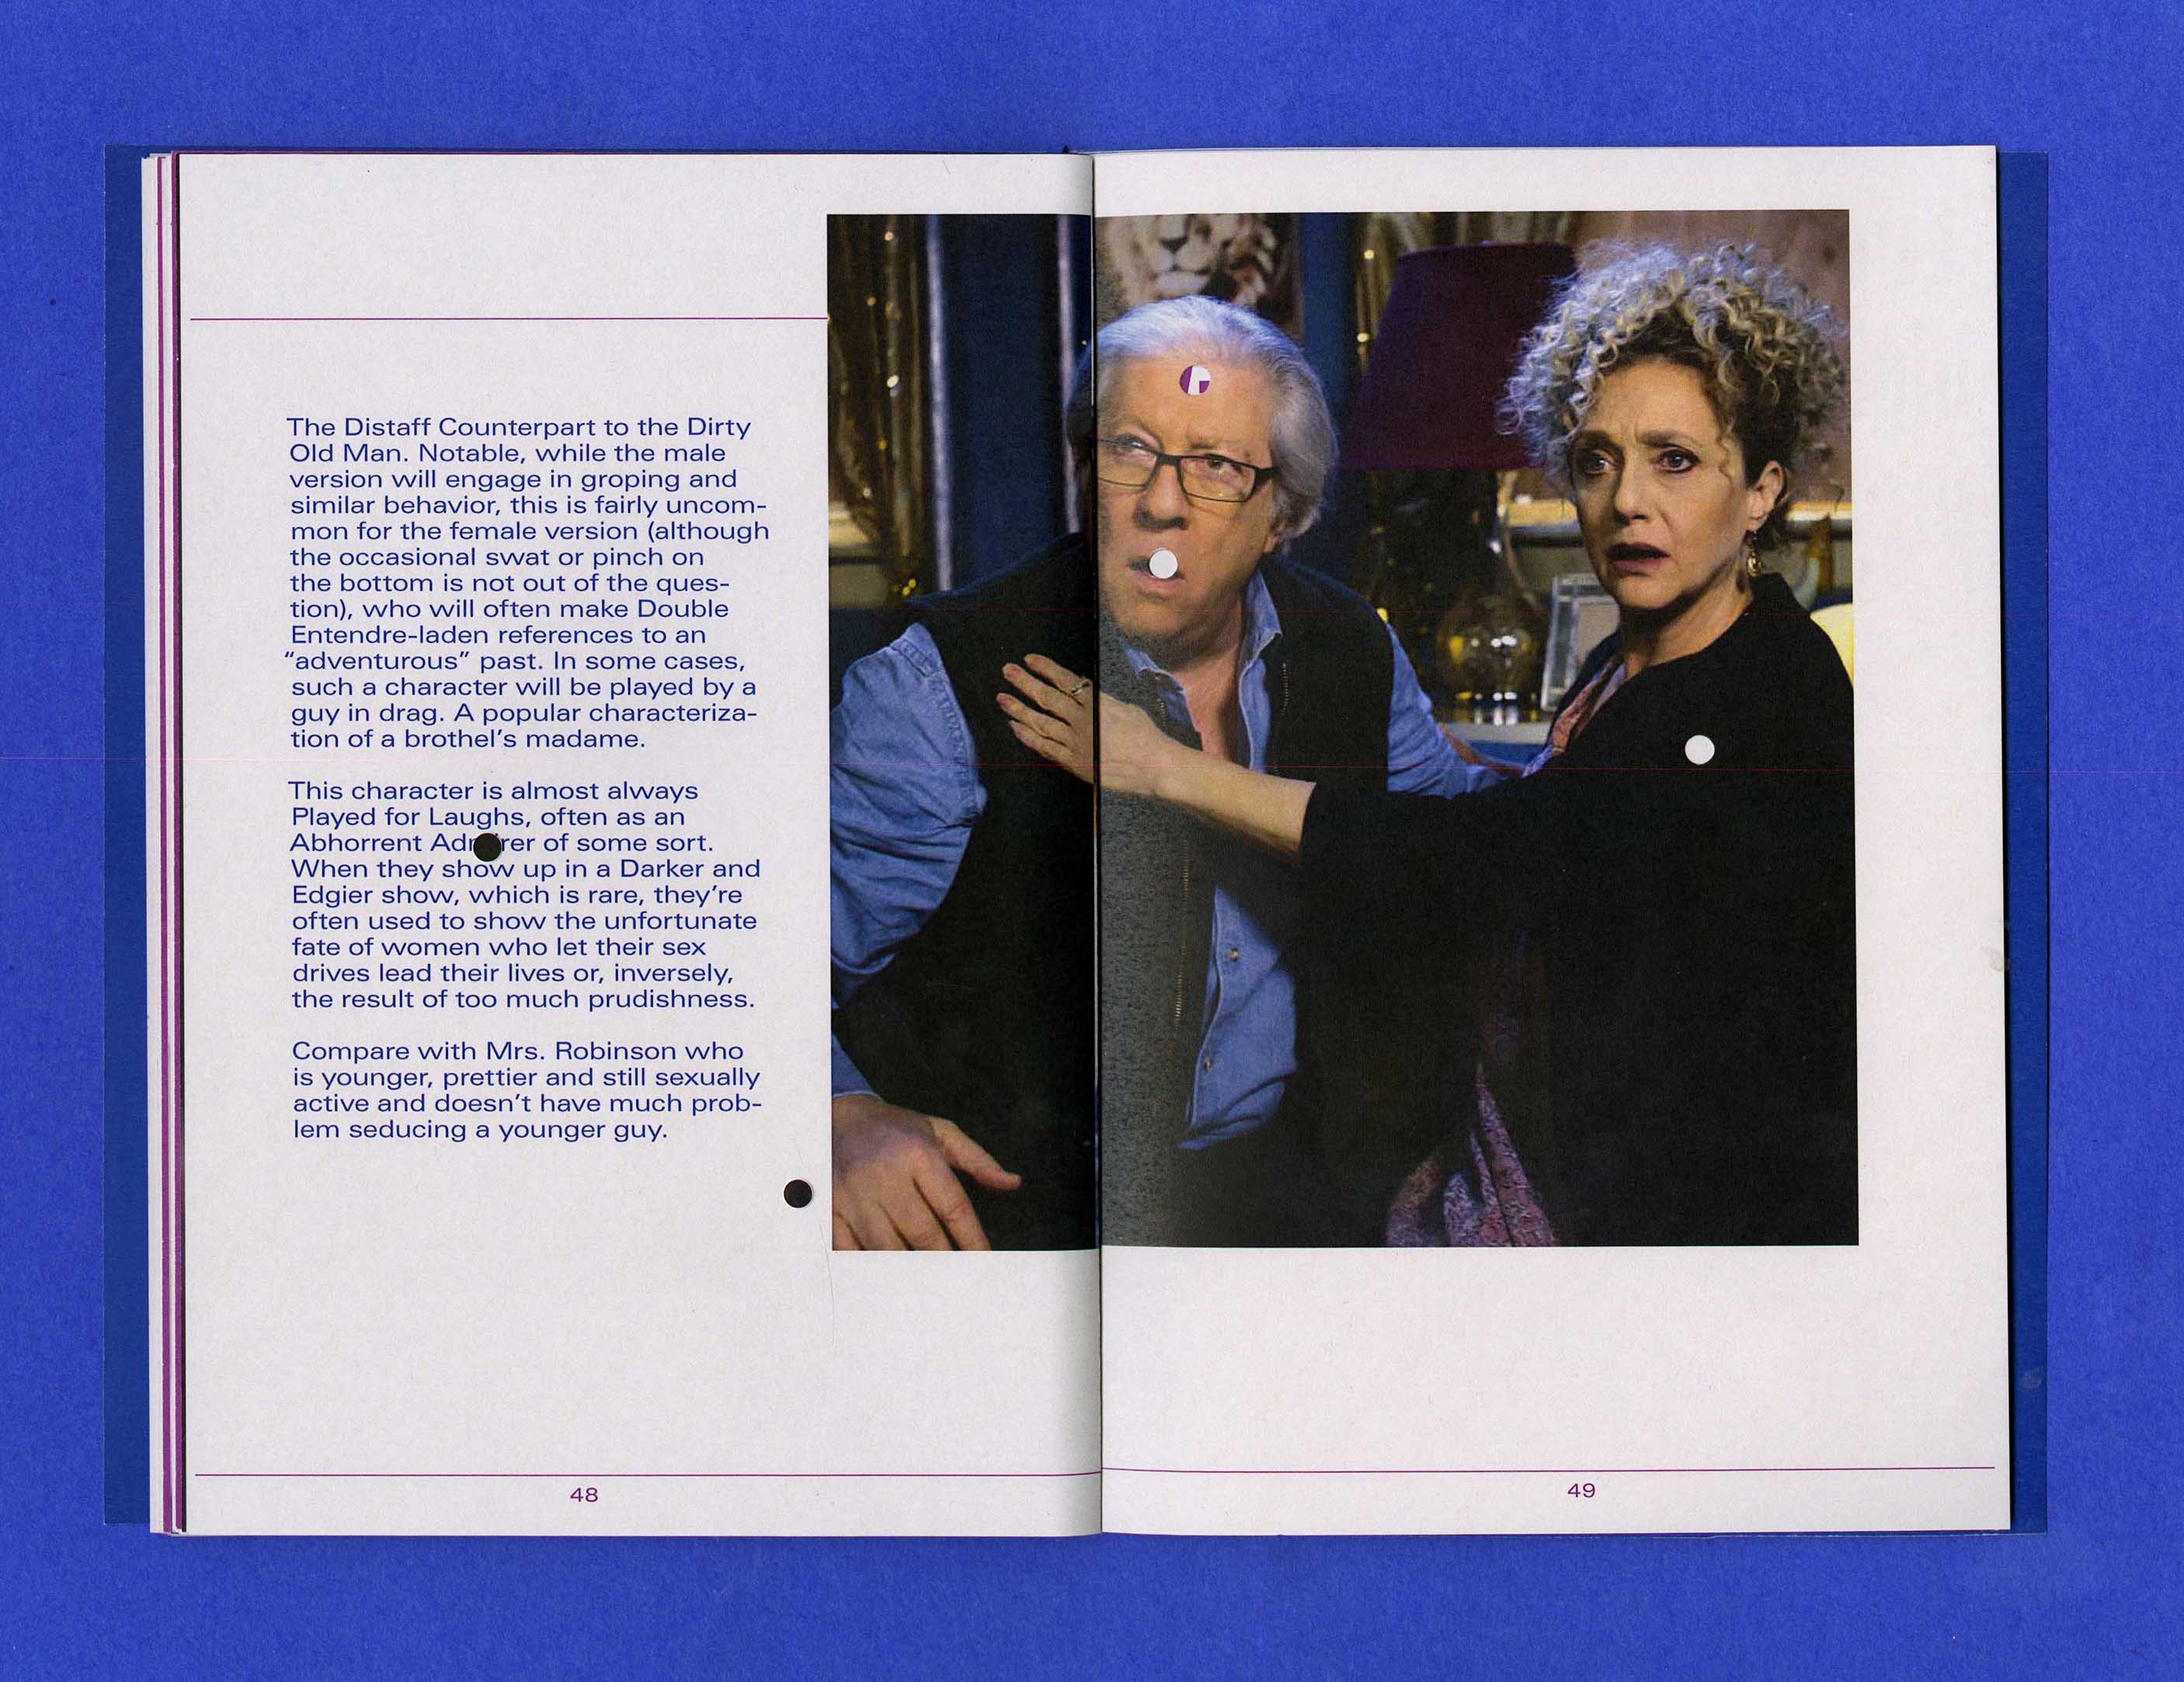 The Distaff Counterpart to the Dirty
Old Man. Notable, while the male
version will engage in groping and
similar behavior, this is fairly uncom-
mon for the female version (although
the occasional swat or pinch on
the bottom is not out of the ques-
tion), who will often make Double
Entendre-laden references to an
“adventurous” past. In some cases,
such a character will be played by a
guy in drag. A popular characteriza-
tion of a brothel’s madame.
This character is almost always
Played for Laughs, often as an
Abhorrent of some sort.
When they show up in a Darker and
Edgier show, which is rare, they’re
often used to show the unfortunate
fate of women who let their sex
drives lead their lives or, inversely,
the result of too much prudishness.
Compare with Mrs. Robinson who
is younger, prettier and still sexually
active and doesn’t have much prob-
lem seducing a younger guy.
48
49